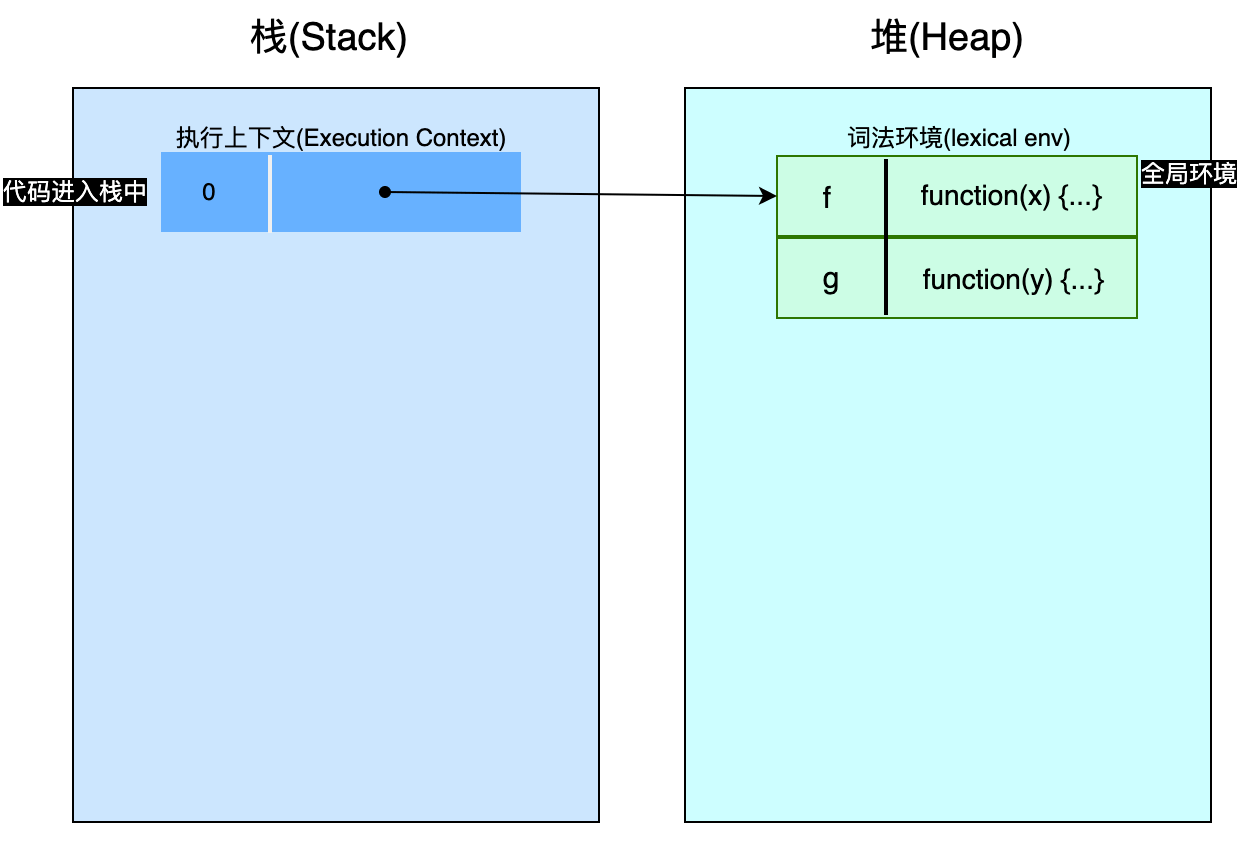 栈(Stack)
堆(Heap)
执行上下文(Execution Context)
词法环境(lexical env)
代码进入栈中
0
f
function(x) {...}
全局环境
g
function(y) {...}